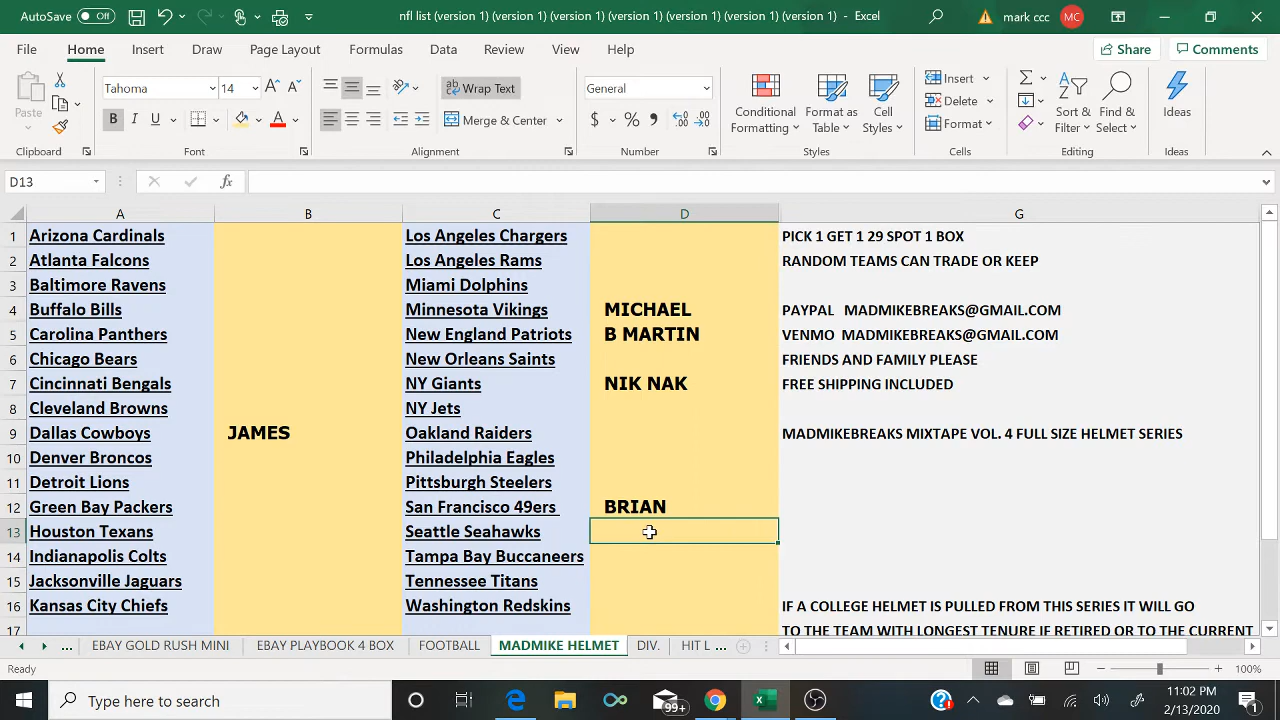 AutoSave Off nfl list (version 1) (version 1) (version 1) (version 1) (version 1) (version 1) (version 1) - Excel mark ccc MC
File Home Insert Draw Page Layout Formulas Data Review View Help Share Comments
Paste Tahoma 14 A A ab Wrap Text General Conditional Formatting Format as Table Cell Styles Insert Delete Format Sort & Filter Find & Select Ideas
B I U A Merge & Center $ % 9
Clipboard Font Alignment Number Styles Cells Editing Ideas
D13 fx
A B C D G
1 Arizona Cardinals Los Angeles Chargers PICK 1 GET 1 29 SPOT 1 BOX
2 Atlanta Falcons Los Angeles Rams RANDOM TEAMS CAN TRADE OR KEEP
3 Baltimore Ravens Miami Dolphins
4 Buffalo Bills Minnesota Vikings MICHAEL PAYPAL MADMIKEBREAKS@GMAIL.COM
5 Carolina Panthers New England Patriots B MARTIN VENMO MADMIKEBREAKS@GMAIL.COM
6 Chicago Bears New Orleans Saints FRIENDS AND FAMILY PLEASE
7 Cincinnati Bengals NY Giants NIK NAK FREE SHIPPING INCLUDED
8 Cleveland Browns NY Jets
9 Dallas Cowboys JAMES Oakland Raiders MADMIKEBREAKS MIXTAPE VOL. 4 FULL SIZE HELMET SERIES
10 Denver Broncos Philadelphia Eagles
11 Detroit Lions Pittsburgh Steelers
12 Green Bay Packers San Francisco 49ers BRIAN
13 Houston Texans Seattle Seahawks
14 Indianapolis Colts Tampa Bay Buccaneers
15 Jacksonville Jaguars Tennessee Titans
16 Kansas City Chiefs Washington Redskins IF A COLLEGE HELMET IS PULLED FROM THIS SERIES IT WILL GO
17 TO THE TEAM WITH LONGEST TENURE IF RETIRED OR TO THE CURRENT
... EBAY GOLD RUSH MINI EBAY PLAYBOOK 4 BOX FOOTBALL MADMIKE HELMET DIV. HIT L ...
Ready 100%
Type here to search 99+ 11:02 PM
2/13/2020 1